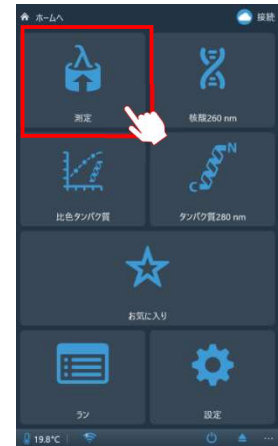 ホームへ 接続
λ
測定 核酸260 nm
N
C
比色タンパク質 タンパク質280 nm
お気に入り
ラン 設定
19.8°C